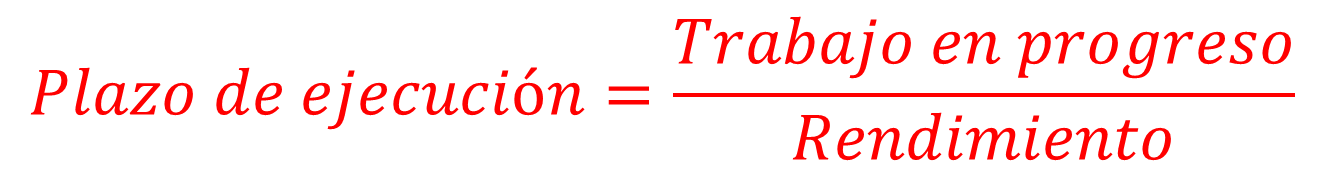 Plazo de ejecución = Trabajo en progreso
Rendimiento